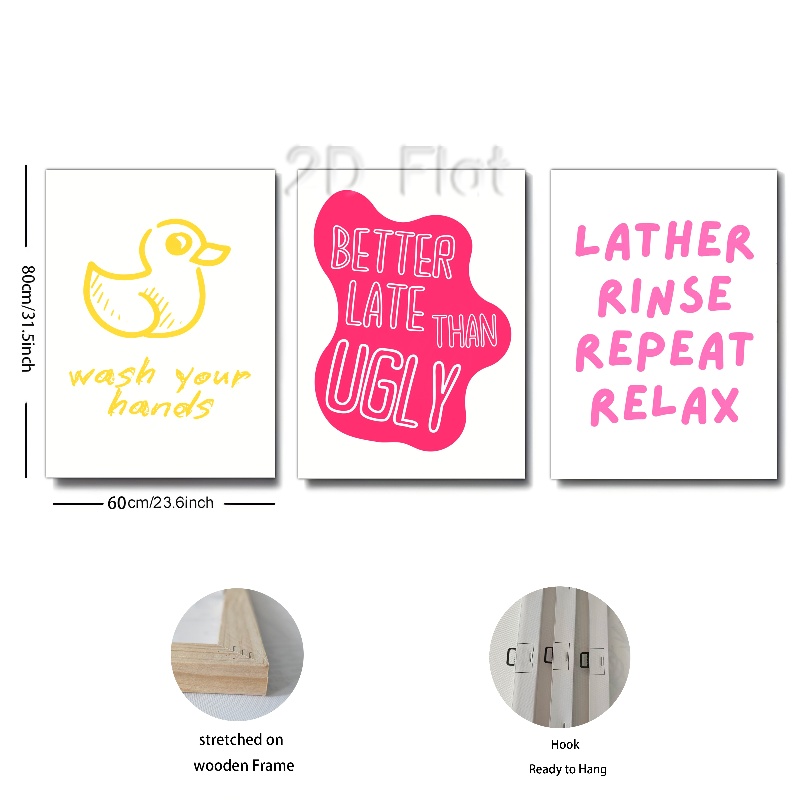 2D Flat
80cm/31.5inch
wash your
hands
60cm/23.6inch
BETTER
LATE THAN
UGLY
LATHER
RINSE
REPEAT
RELAX
stretched on
wooden Frame
Hook
Ready to Hang